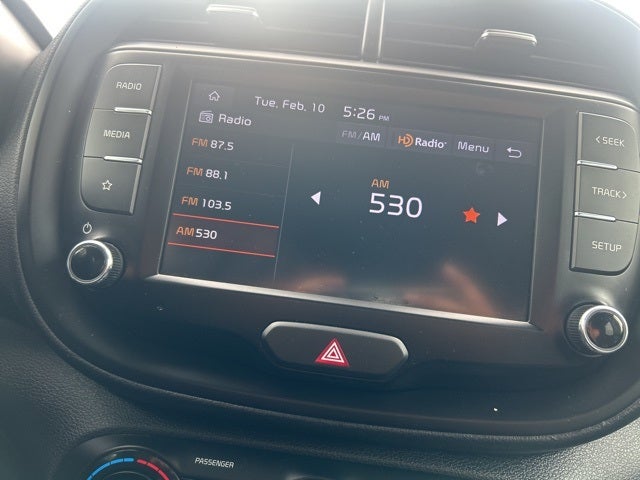 RADIO
MEDIA
Tue, Feb. 10 5:26 PM
Radio
FM/AM HD Radio Menu
FM 87.5
FM 88.1
FM 103.5
AM 530
AM
530
< SEEK
TRACK >
SETUP
PASSENGER